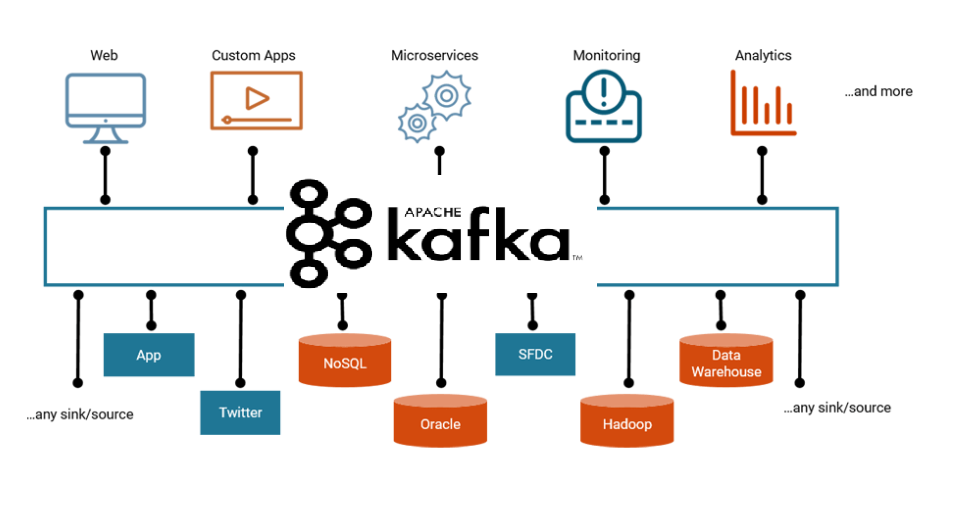 Web
Custom Apps
Microservices
Monitoring
Analytics
...and more
APACHE
kafka
TM
App
NoSQL
SFDC
Data
Warehouse
...any sink/source
Twitter
Oracle
Hadoop
...any sink/source